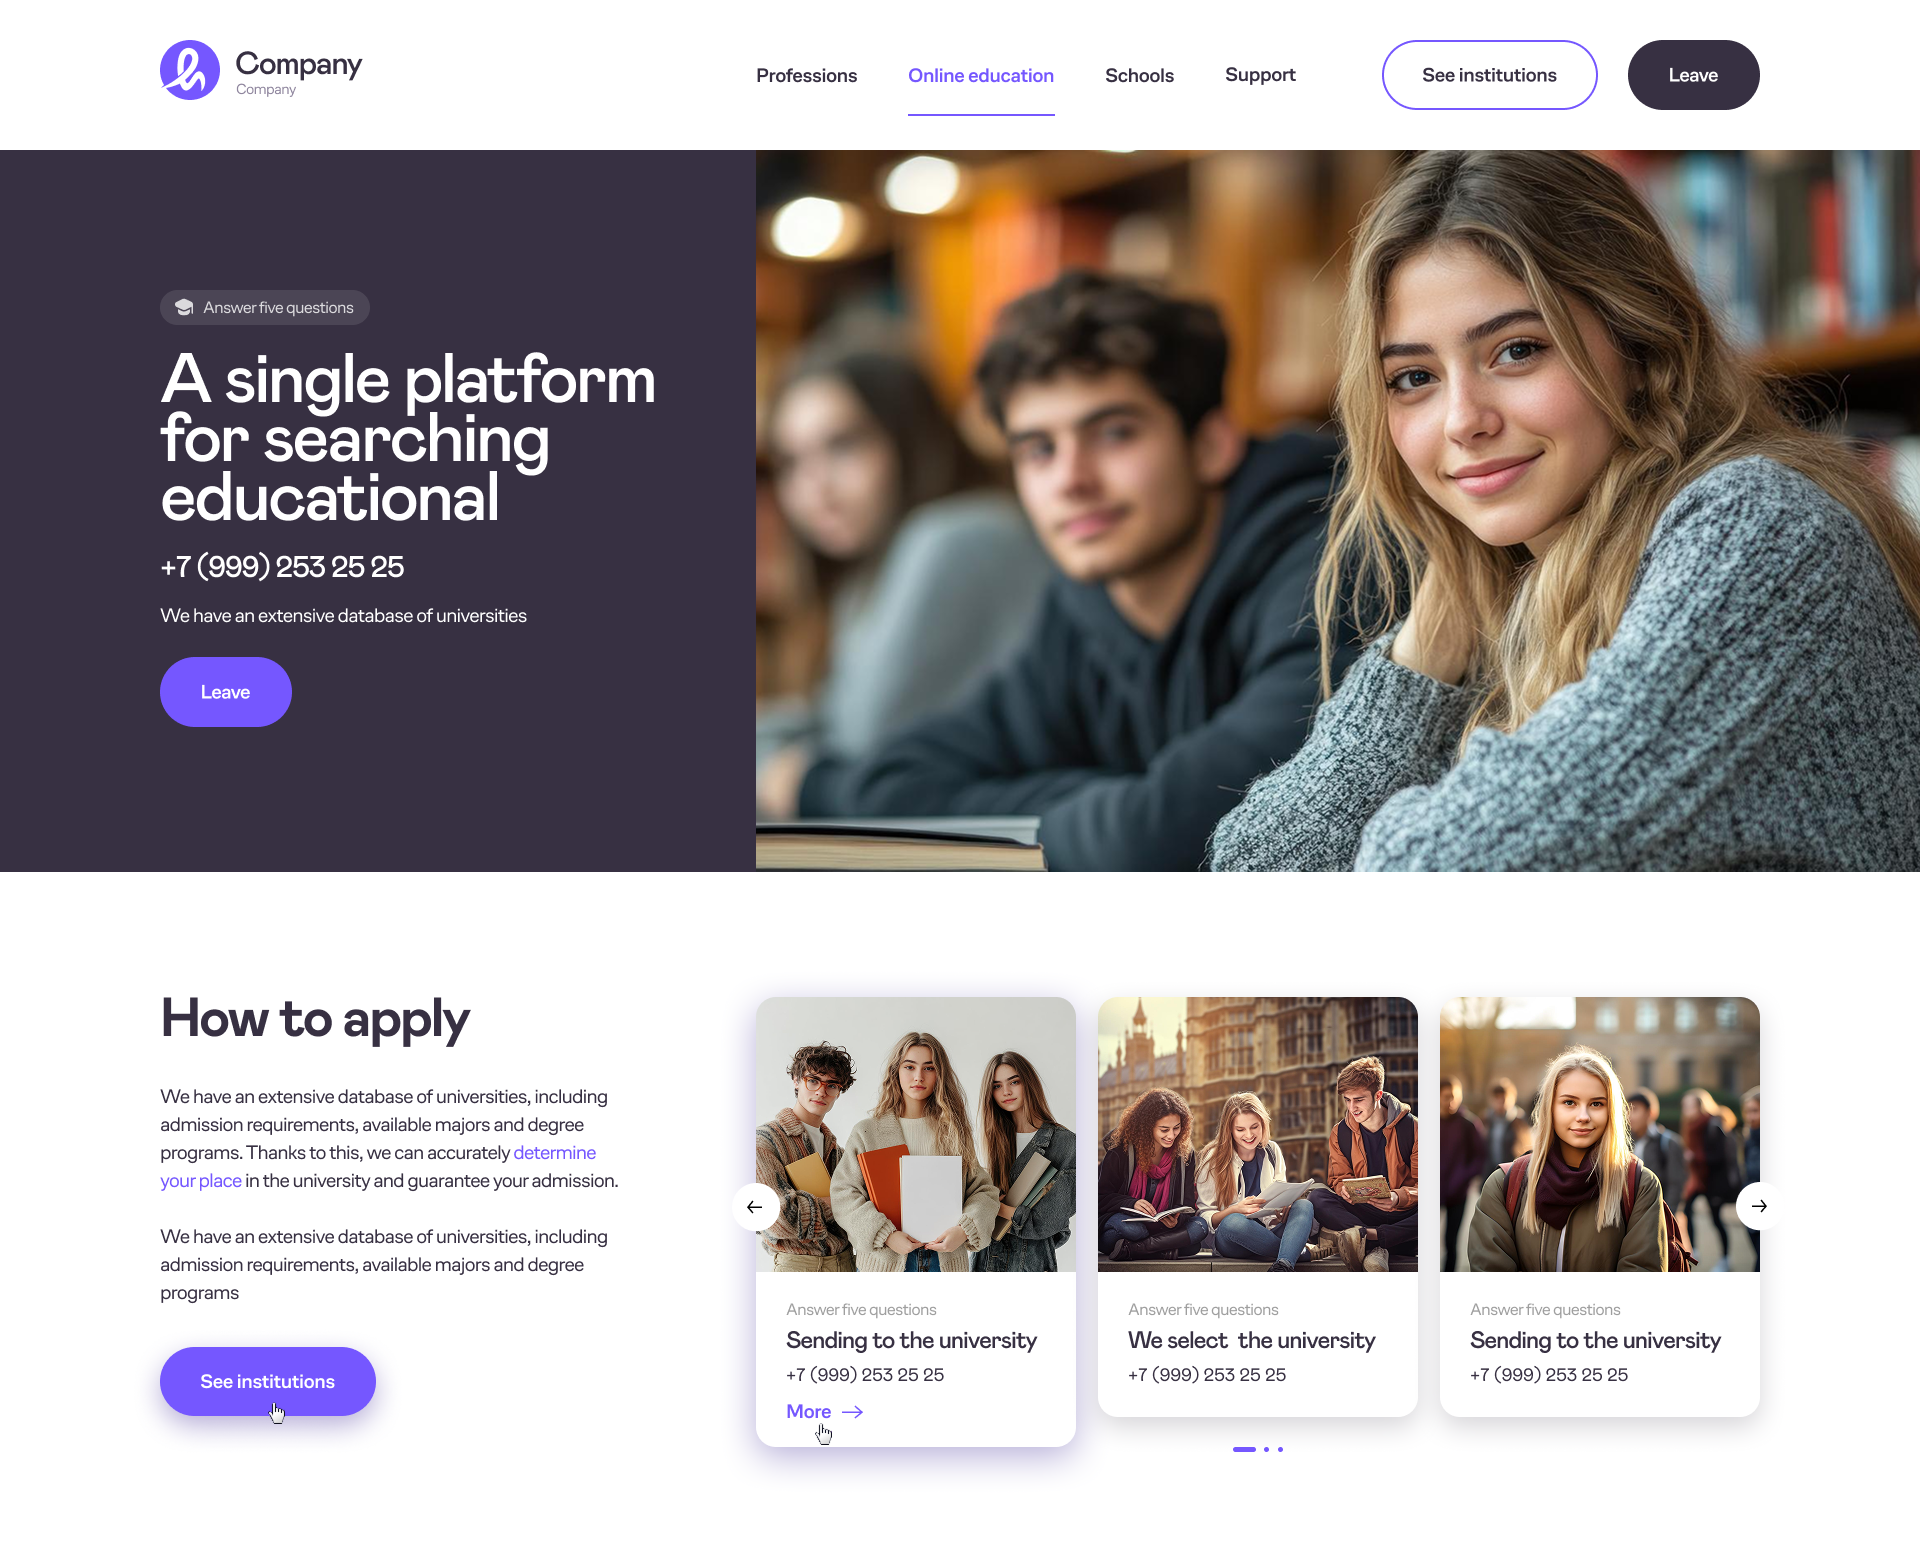 Company
Company
Professions
Online education
Schools
Support
See institutions
Leave
Answer five questions
A single platform
for searching
educational
+7 (999) 253 25 25
We have an extensive database of universities
Leave
How to apply
We have an extensive database of universities, including
admission requirements, available majors and degree
programs. Thanks to this, we can accurately determine
your place in the university and guarantee your admission.
We have an extensive database of universities, including
admission requirements, available majors and degree
programs
See institutions
Answer five questions
Sending to the university
+7 (999) 253 25 25
More
Answer five questions
We select  the university
+7 (999) 253 25 25
Answer five questions
Sending to the university
+7 (999) 253 25 25